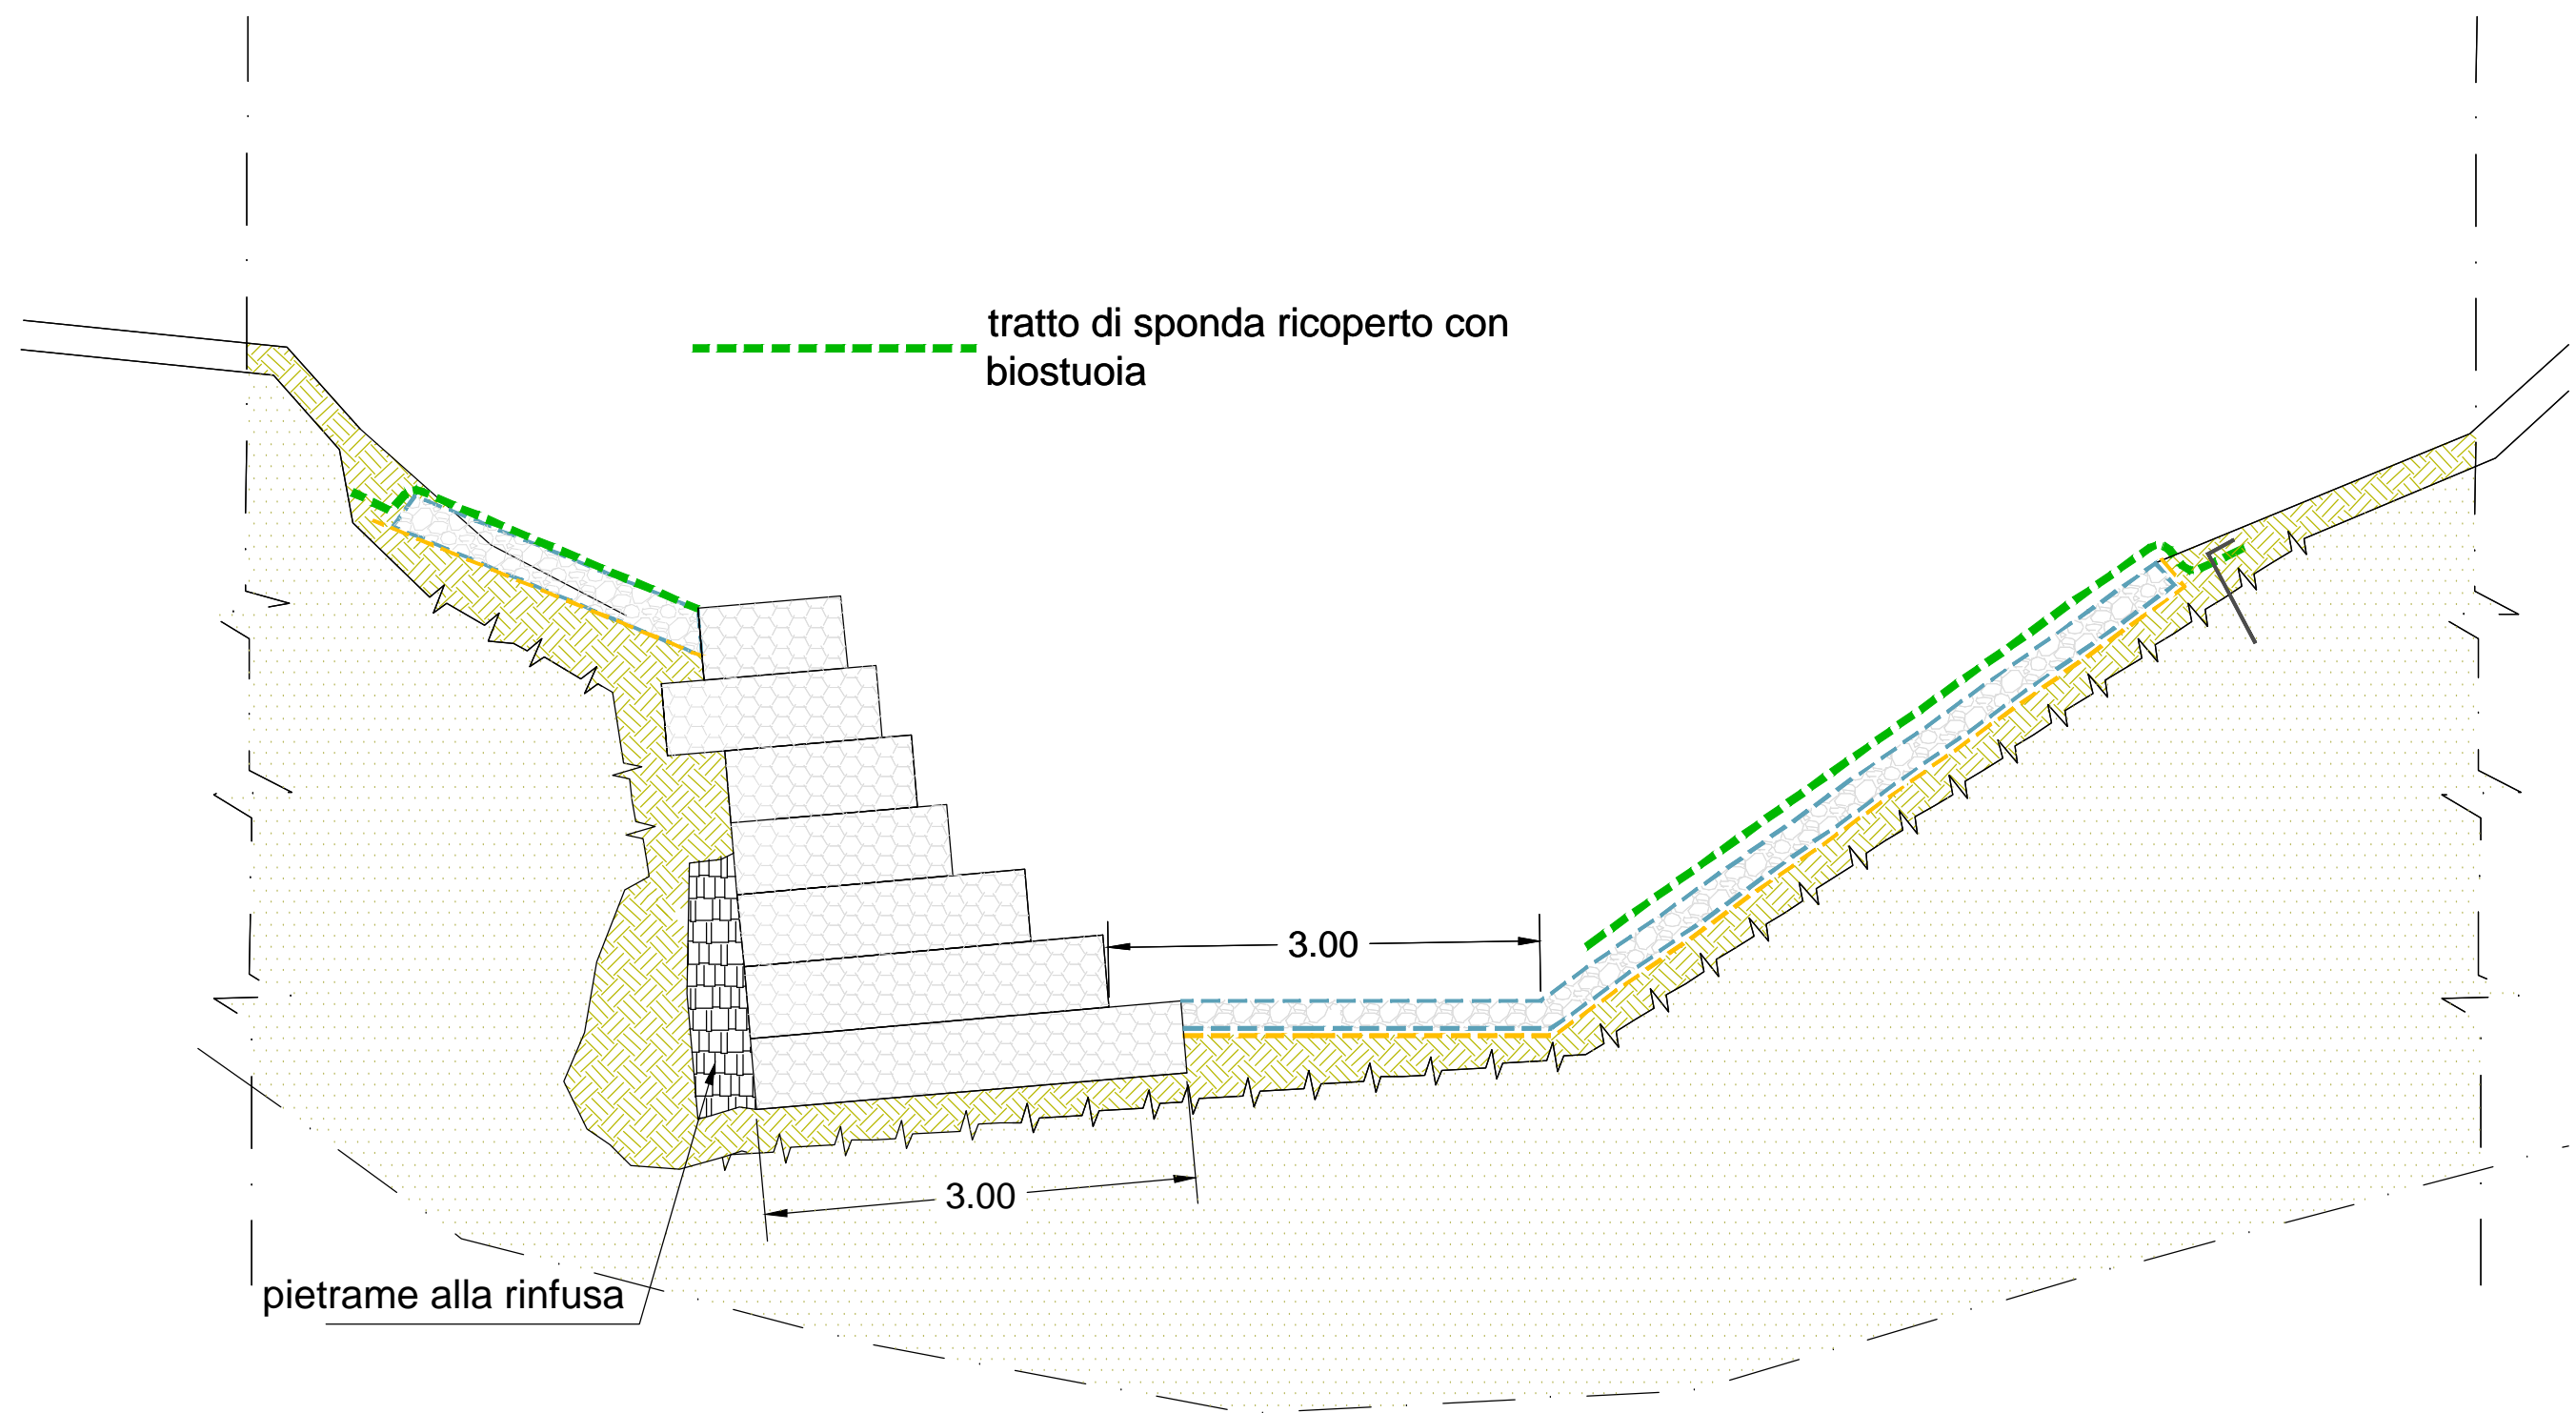 tratto di sponda ricoperto con
biostuoia
3.00
3.00
pietrame alla rinfusa